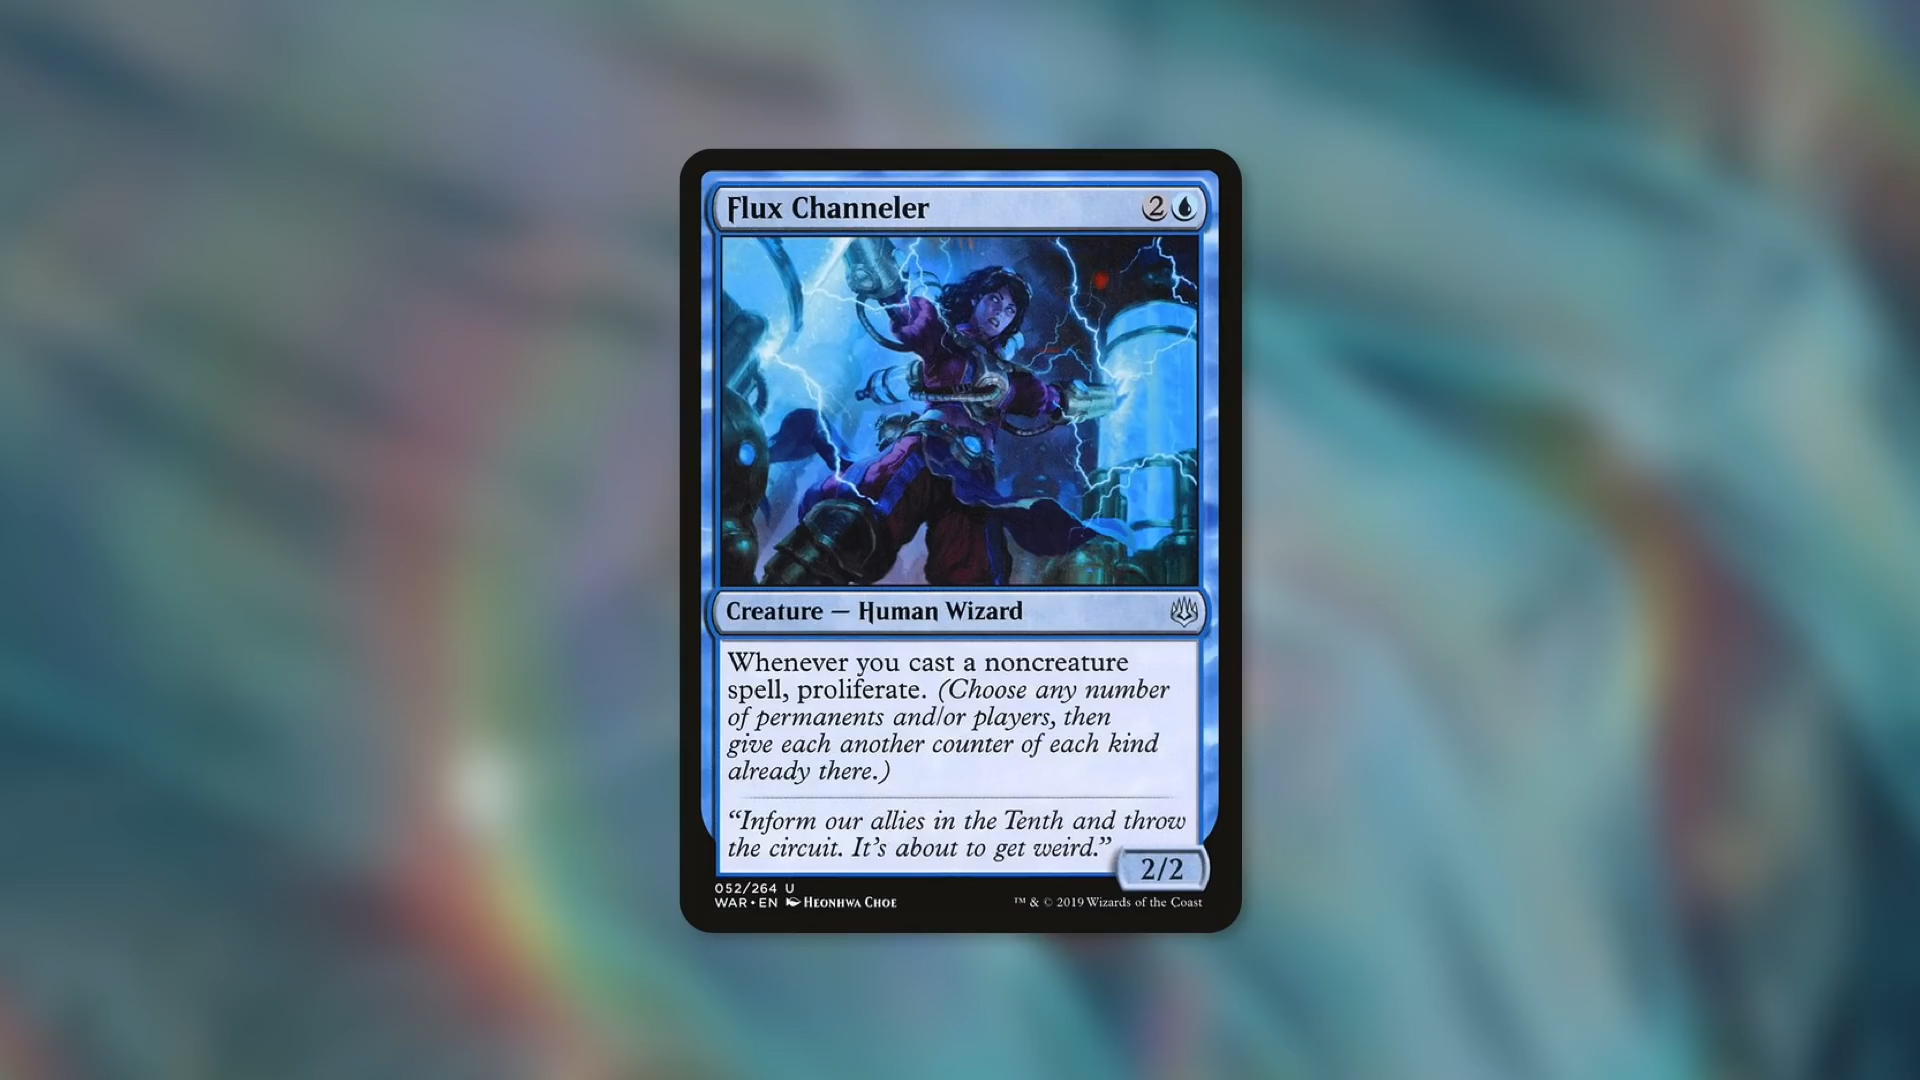 Flux Channeler 2
Creature — Human Wizard
Whenever you cast a noncreature
spell, proliferate. (Choose any number
of permanents and/or players, then
give each another counter of each kind
already there.)
“Inform our allies in the Tenth and throw
the circuit. It’s about to get weird.”
2/2
052/264 U
WAR • EN Heonhwa Choe
™ & © 2019 Wizards of the Coast